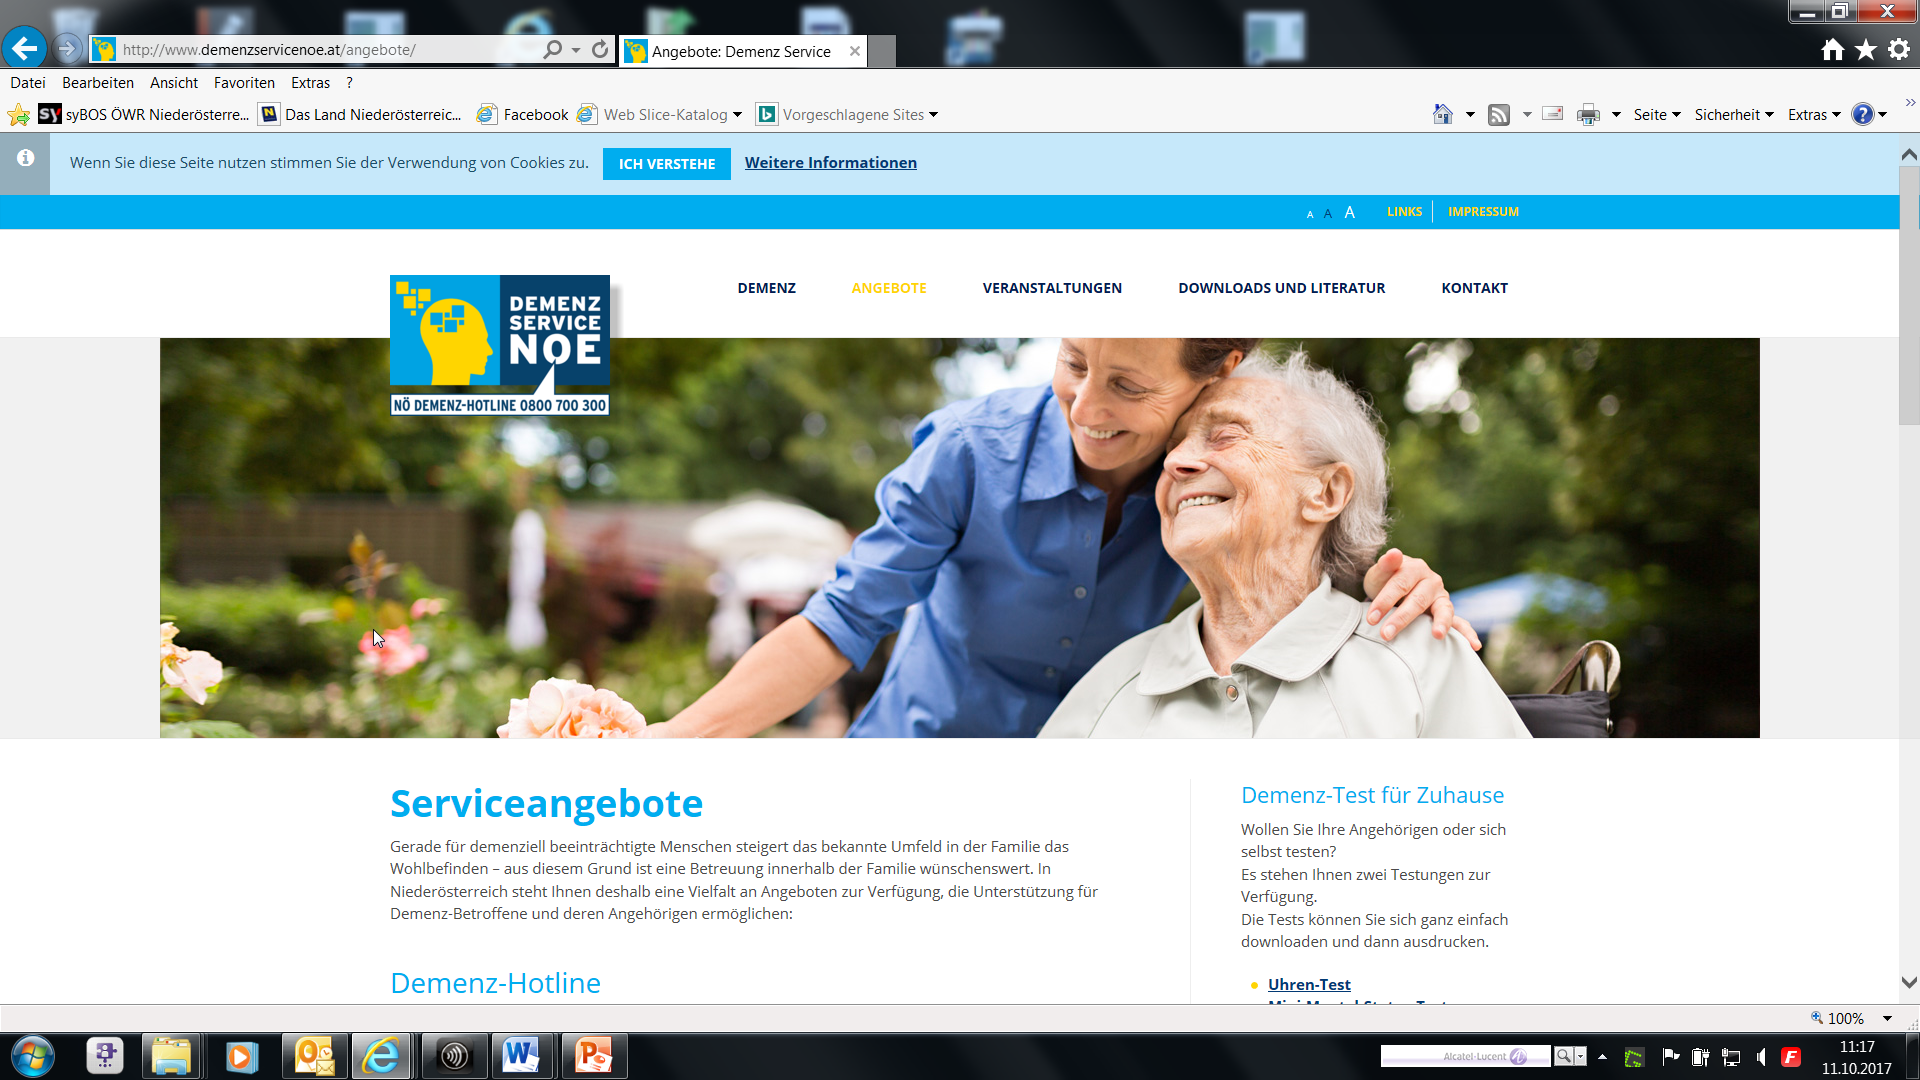 http://www.demenzservicenoe.at/angebote/
Angebote: Demenz Service
Datei Bearbeiten Ansicht Favoriten Extras ?
syBOS ÖWR Niederösterre... Das Land Niederösterreic... Facebook Web Slice-Katalog Vorgeschlagene Sites
Seite Sicherheit Extras
Wenn Sie diese Seite nutzen stimmen Sie der Verwendung von Cookies zu. ICH VERSTEHE Weitere Informationen
A A A LINKS IMPRESSUM
DEMENZ ANGEBOTE VERANSTALTUNGEN DOWNLOADS UND LITERATUR KONTAKT
DEMENZ
SERVICE
NOE
NÖ DEMENZ-HOTLINE 0800 700 300
Serviceangebote
Gerade für demenziell beeinträchtigte Menschen steigert das bekannte Umfeld in der Familie das
Wohlbefinden – aus diesem Grund ist eine Betreuung innerhalb der Familie wünschenswert. In
Niederösterreich steht Ihnen deshalb eine Vielfalt an Angeboten zur Verfügung, die Unterstützung für
Demenz-Betroffene und deren Angehörigen ermöglichen:
Demenz-Hotline
Demenz-Test für Zuhause
Wollen Sie Ihre Angehörigen oder sich
selbst testen?
Es stehen Ihnen zwei Testungen zur
Verfügung.
Die Tests können Sie sich ganz einfach
downloaden und dann ausdrucken.
Uhren-Test
100%
Alcatel-Lucent
11:17
11.10.2017